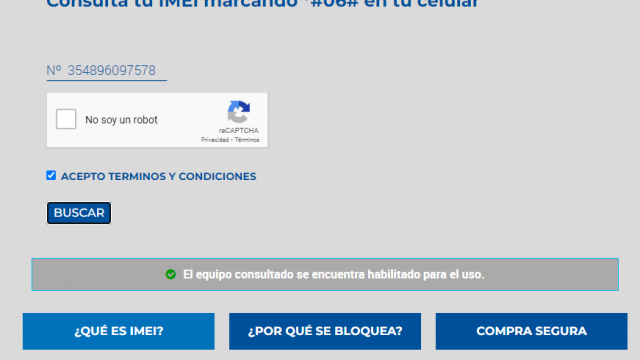 Consulta tu IMEI marcando *#06# en tu celular
Nº 354896097578
No soy un robot
reCAPTCHA
Privacidad - Términos
ACEPTO TERMINOS Y CONDICIONES
BUSCAR
El equipo consultado se encuentra habilitado para el uso.
¿QUÉ ES IMEI?
¿POR QUÉ SE BLOQUEA?
COMPRA SEGURA